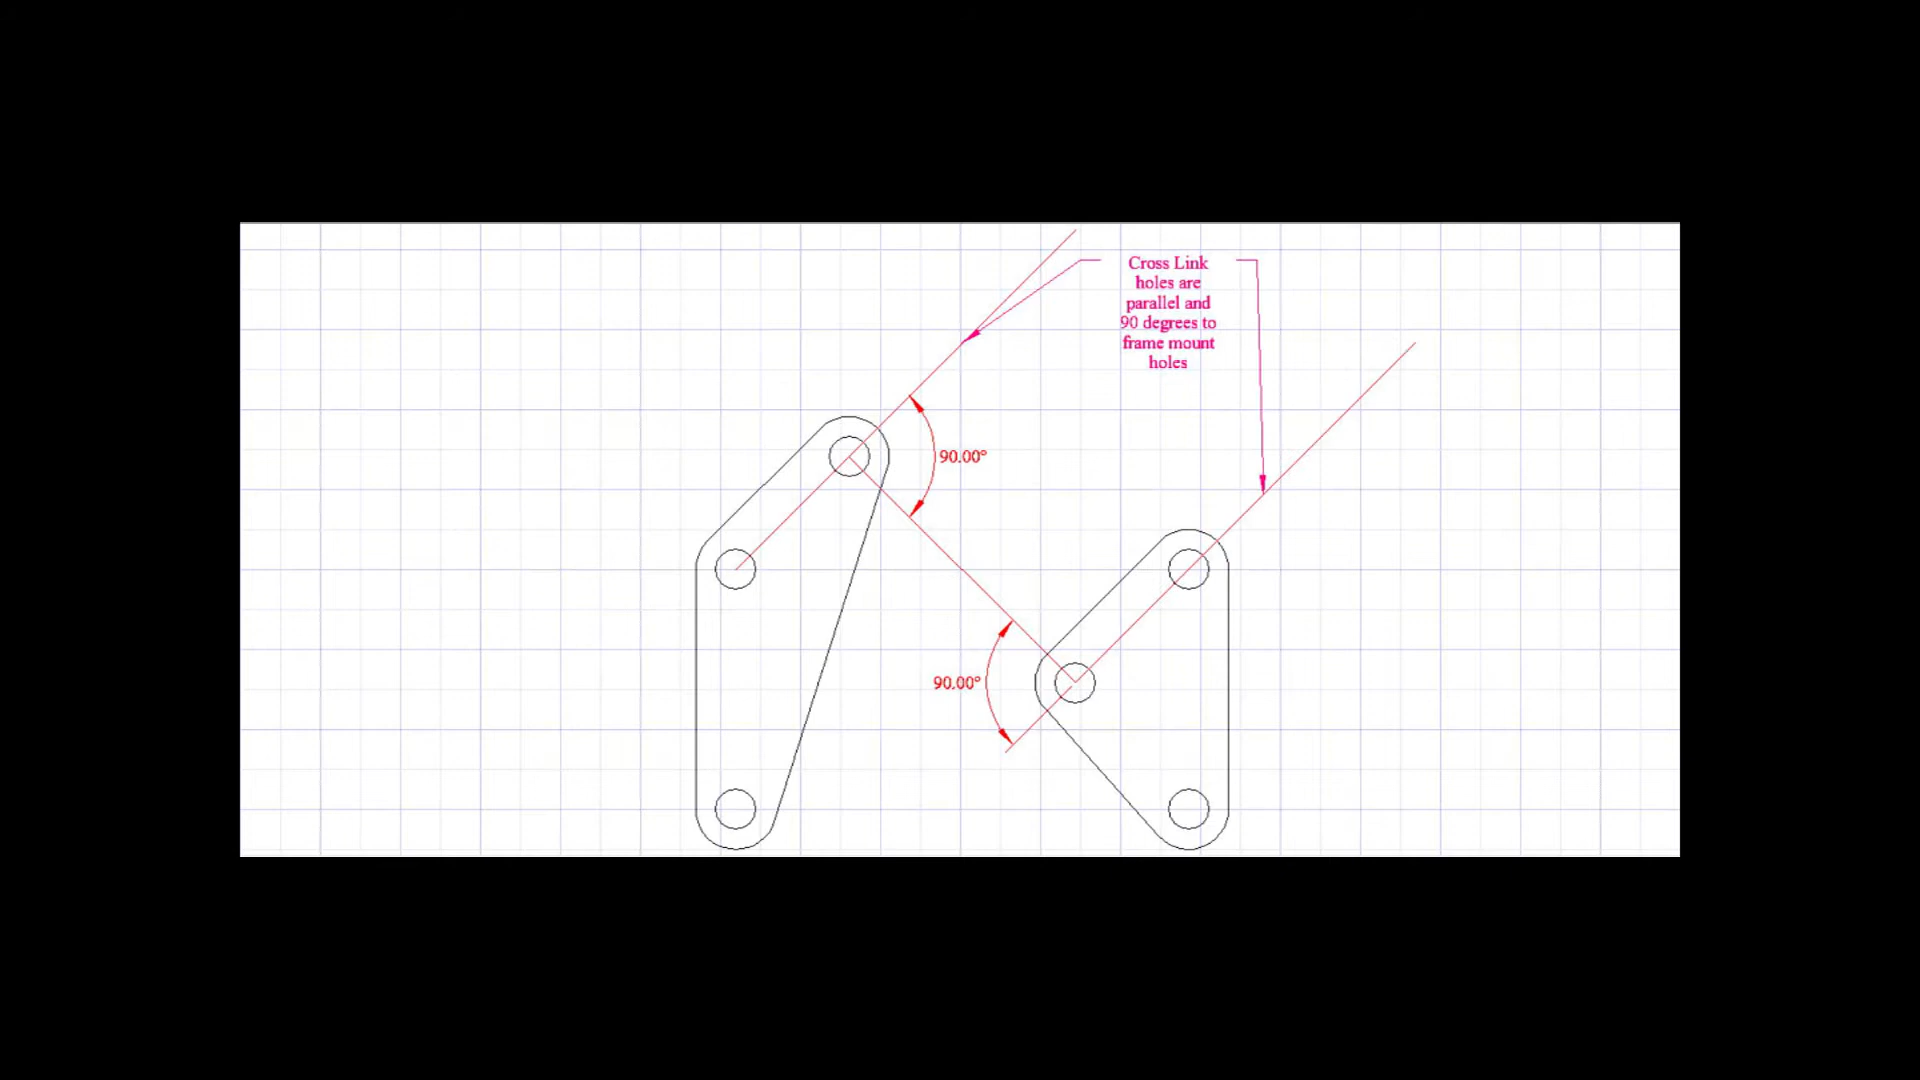 Cross Link
holes are
parallel and
90 degrees to
frame mount
holes
90.00°
90.00°